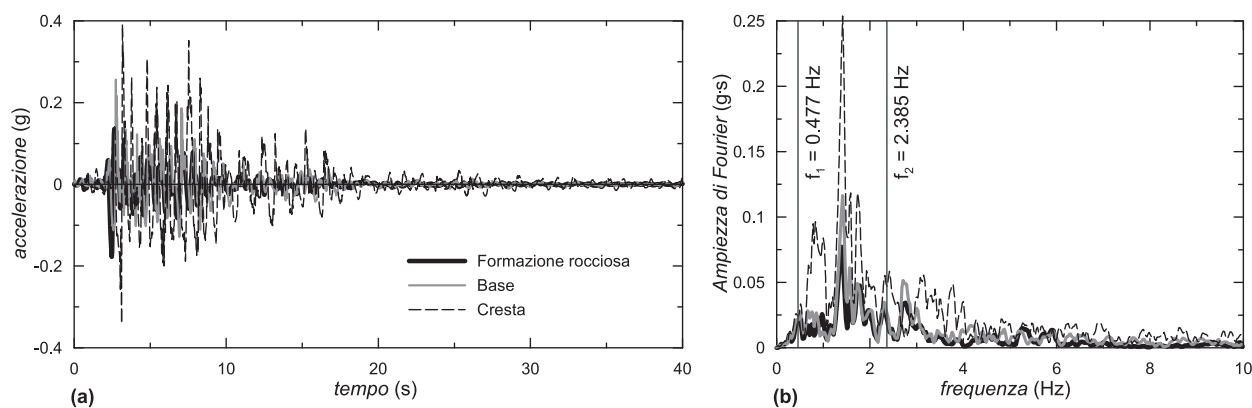 0.4
0.2
0
-0.2
-0.4
accelerazione (g)
Formazione rocciosa
Base
Cresta
0 10 20 30 40
tempo (s)
(a)
0.25
0.2
0.15
0.1
0.05
0
Ampiezza di Fourier (g·s)
f1 = 0.477 Hz
f2 = 2.385 Hz
0 2 4 6 8 10
frequenza (Hz)
(b)